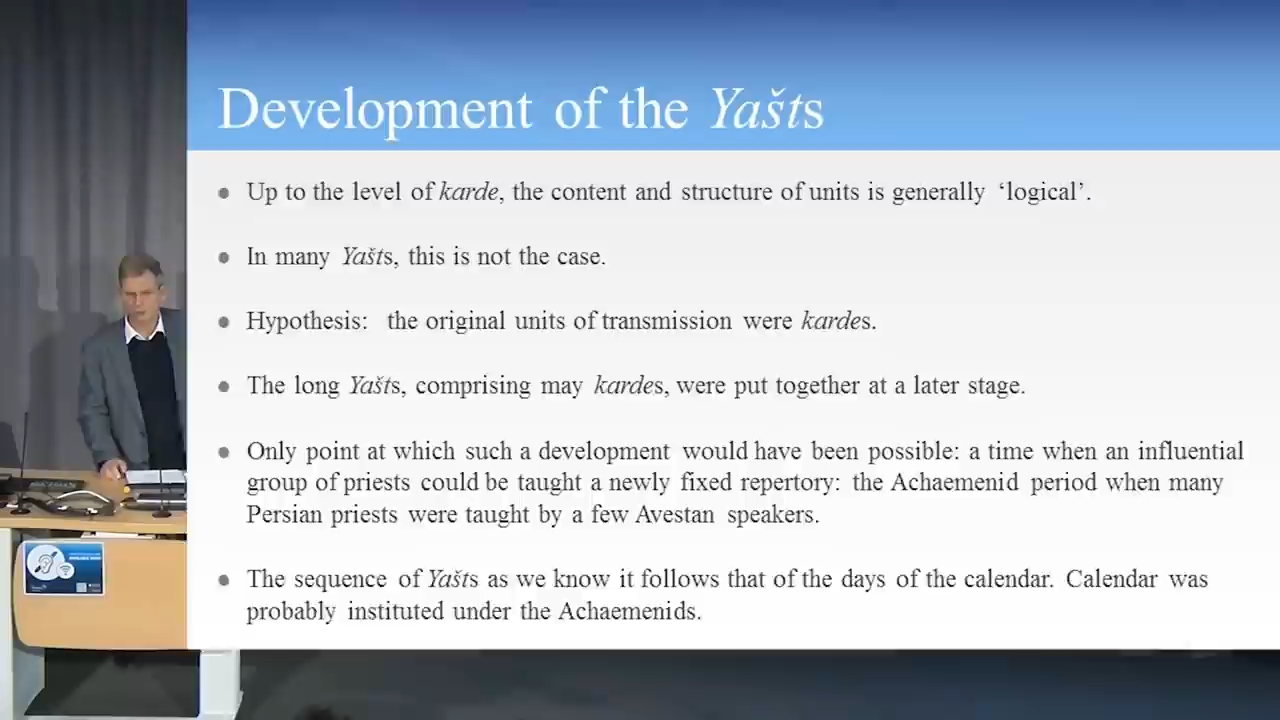 Development of the Yašts
Up to the level of karde, the content and structure of units is generally ‘logical’.
In many Yašts, this is not the case.
Hypothesis: the original units of transmission were kardes.
The long Yašts, comprising may kardes, were put together at a later stage.
Only point at which such a development would have been possible: a time when an influential
group of priests could be taught a newly fixed repertory: the Achaemenid period when many
Persian priests were taught by a few Avestan speakers.
The sequence of Yašts as we know it follows that of the days of the calendar. Calendar was
probably instituted under the Achaemenids.